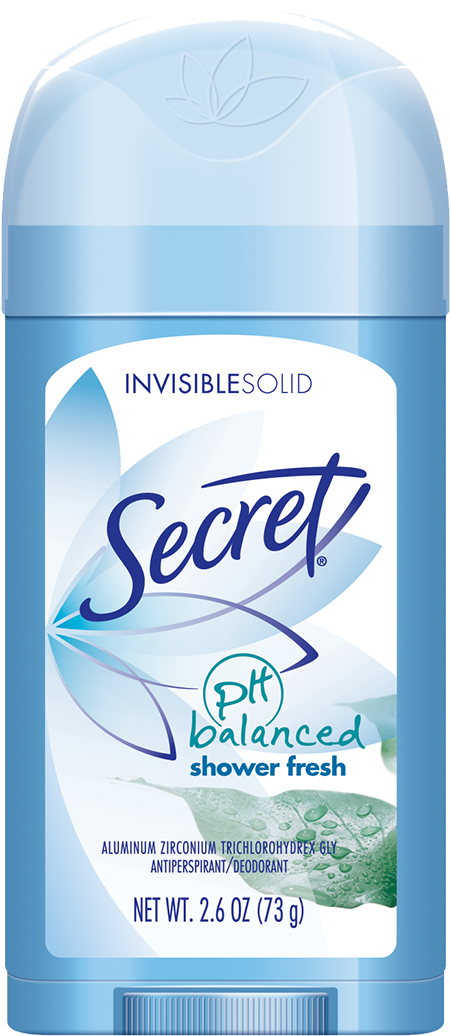 INVISIBLESOLID
Secret®
pH
balanced
shower fresh
ALUMINUM ZIRCONIUM TRICHLOROHYDREX GLY
ANTIPERSPIRANT/DEODORANT
NET WT. 2.6 OZ (73 g)